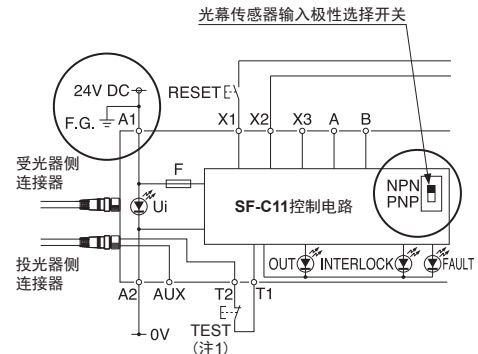 光幕传感器输入极性选择开关
24V DC
RESET
F.G.
A1
X1
X2
X3
A
B
受光器侧
连接器
F
NPN
PNP
Ui
SF-C11控制电路
投光器侧
连接器
OUT
INTERLOCK
FAULT
A2
AUX
T2
T1
0V
TEST
(注1)